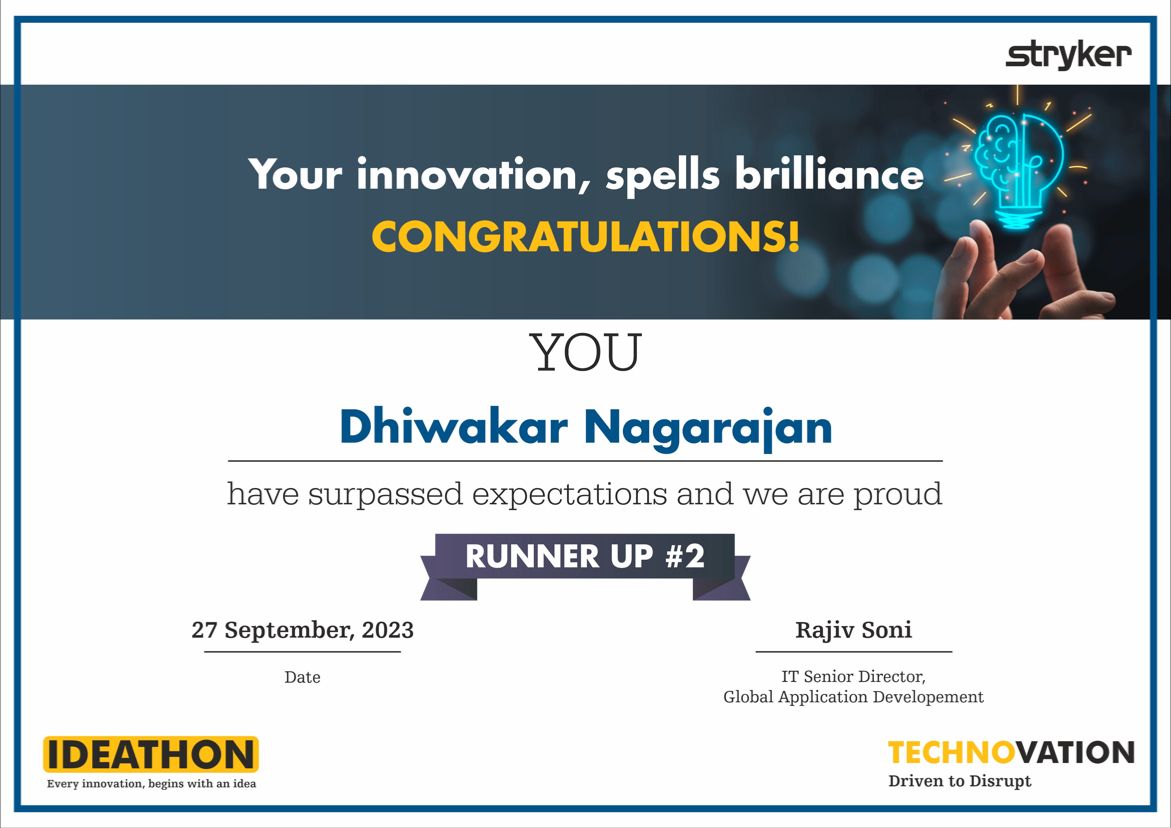 stryker
Your innovation, spells brilliance
CONGRATULATIONS!
YOU
Dhiwakar Nagarajan
have surpassed expectations and we are proud
RUNNER UP #2
27 September, 2023
Date
Rajiv Soni
IT Senior Director,
Global Application Developement
IDEATHON
Every innovation, begins with an idea
TECHNOVATION
Driven to Disrupt